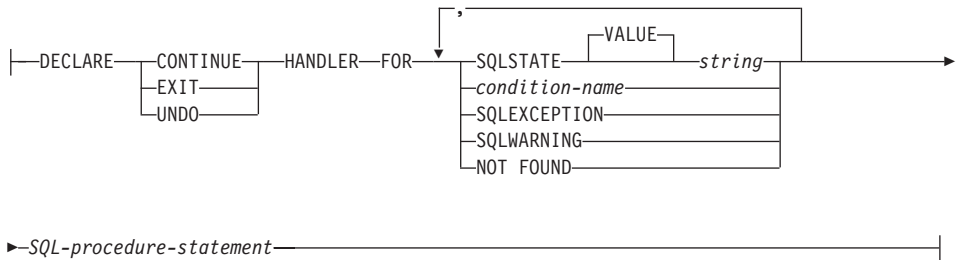 ,
VALUE
DECLARE CONTINUE HANDLER FOR SQLSTATE string
EXIT condition-name
UNDO SQLEXCEPTION
SQLWARNING
NOT FOUND
SQL-procedure-statement